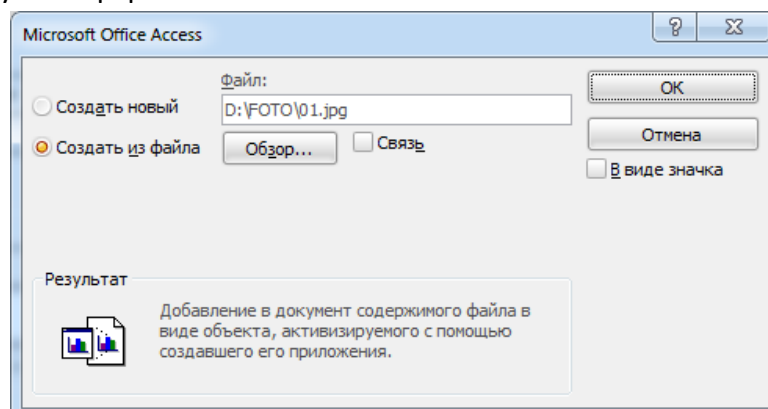 Microsoft Office Access
Файл:
Создать новый
D:\FOTO\01.jpg
ОК
Создать из файла
Обзор...
Связь
Отмена
В виде значка
Результат
Добавление в документ содержимого файла в
виде объекта, активизируемого с помощью
создавшего его приложения.